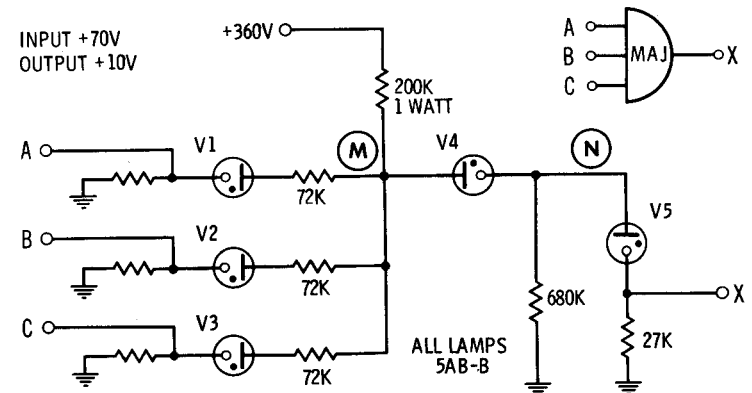 INPUT +70V
OUTPUT +10V
+360V
200K
1 WATT
A
B
C
MAJ
X
A
V1
72K
M
V4
N
V5
B
V2
72K
C
V3
72K
680K
X
27K
ALL LAMPS
5AB-B